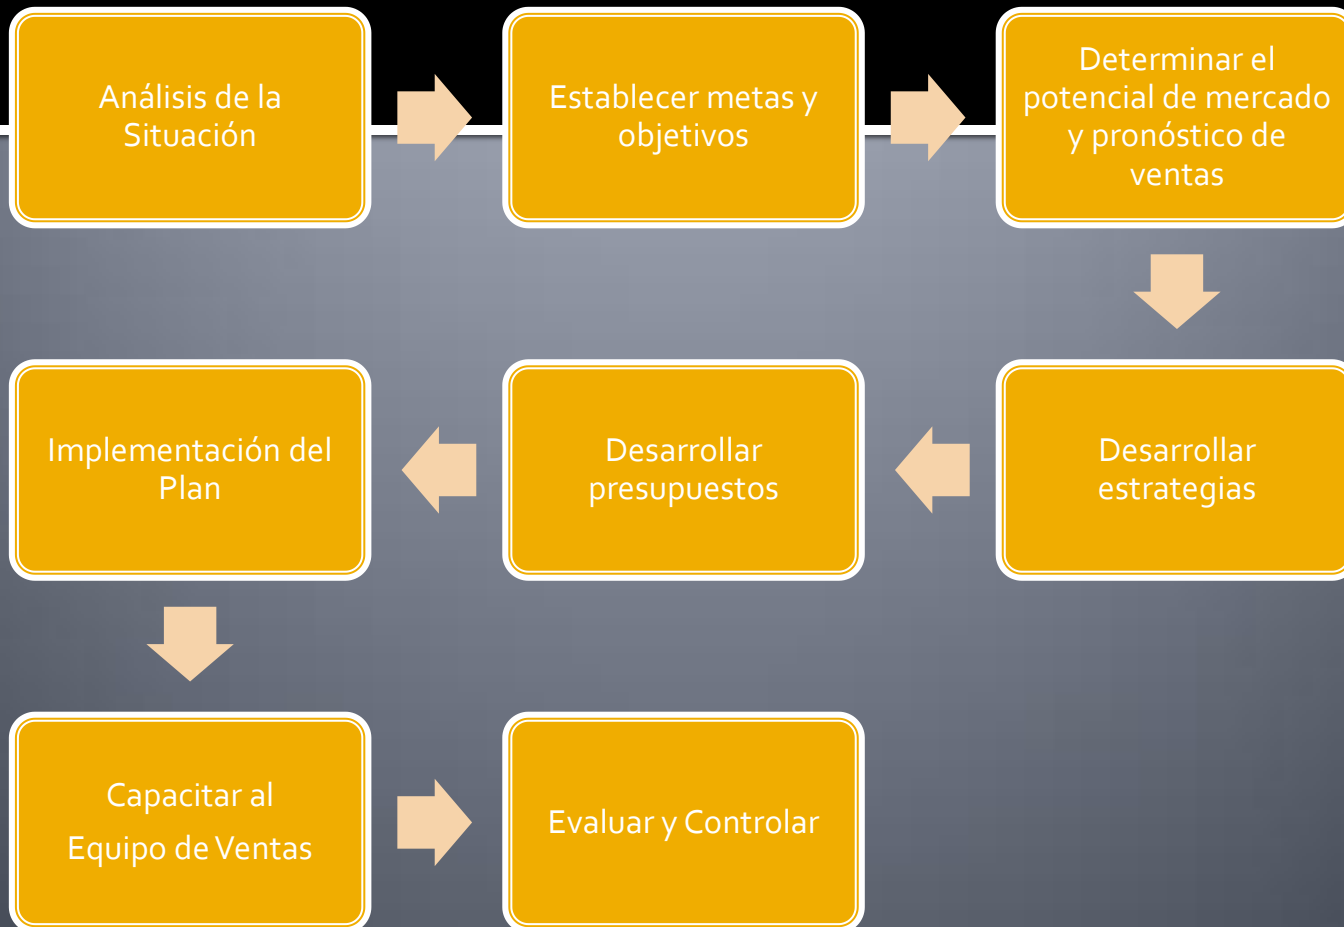 Análisis de la
Situación
Establecer metas y
objetivos
Determinar el
potencial de mercado
y pronóstico de
ventas
Desarrollar
estrategias
Desarrollar
presupuestos
Implementación del
Plan
Capacitar al
Equipo de Ventas
Evaluar y Controlar